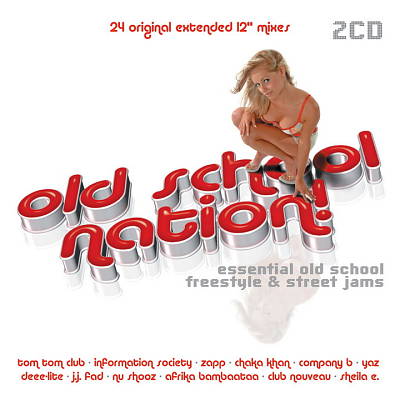 24 original extended 12" mixes
2CD
old school
nation!
essential old school
freestyle & street jams
tom tom club · information society · zapp · chaka khan · company b · yaz
deee-lite · j.j. fad · nu shooz · afrika bambaataa · club nouveau · sheila e.